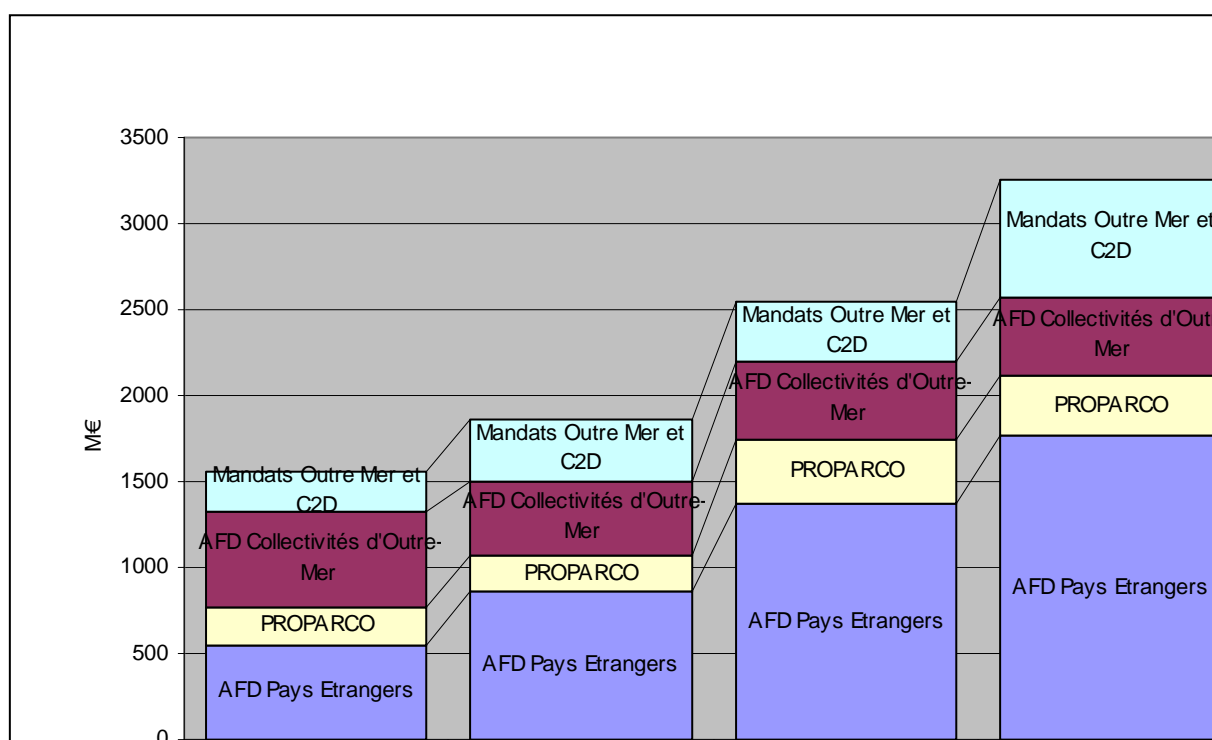 3500
3000
2500
2000
1500
1000
500
0
M€
Mandats Outre Mer et
C2D
AFD Collectivités d'Outre-
Mer
PROPARCO
AFD Pays Etrangers
Mandats Outre Mer et
C2D
AFD Collectivités d'Outre-
Mer
PROPARCO
AFD Pays Etrangers
Mandats Outre Mer et
C2D
AFD Collectivités d'Outre-
Mer
PROPARCO
AFD Pays Etrangers
Mandats Outre Mer et
C2D
AFD Collectivités d'Outr
Mer
PROPARCO
AFD Pays Etrangers